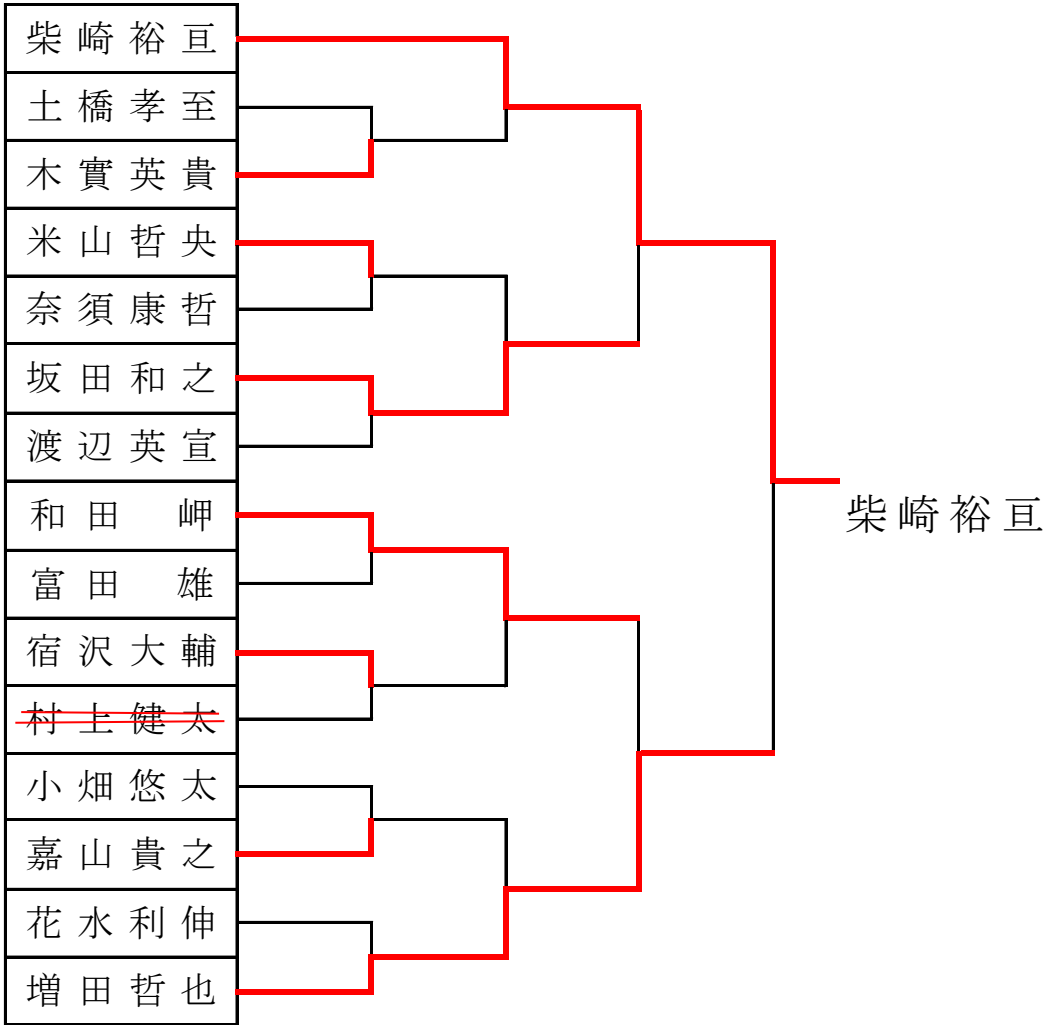 柴崎裕亘
土橋孝至
木實英貴
米山哲央
奈須康哲
坂田和之
渡辺英宣
和田 岬
富田 雄
宿沢大輔
村上健太
小畑悠太
嘉山貴之
花水利伸
増田哲也
柴崎裕亘